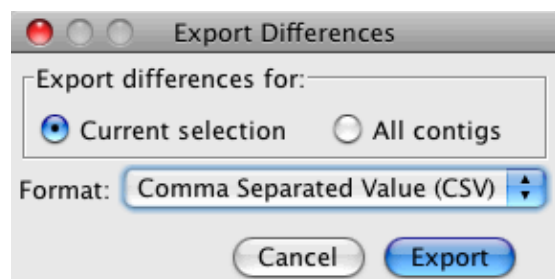 Export Differences
Export differences for:
Current selection All contigs
Format: Comma Separated Value (CSV)
Cancel Export